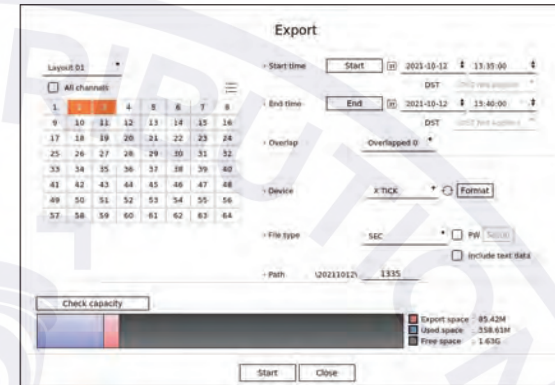 Export
Layout 01
All channels
1 2 3 4 5 6 7 8
9 10 11 12 13 14 15 16
17 18 19 20 21 22 23 24
25 26 27 28 29 30 31 32
33 34 35 36 37 38 39 40
41 42 43 44 45 46 47 48
49 50 51 52 53 54 55 56
57 58 59 60 61 62 63 64
Start time Start 2021-10-12 13:35:00
DST
End time End 2021-10-12 13:40:00
DST
Overlap Overlapped 0
Device X'TICK Format
File type SEC PW Setup
Include text data
Path \20211012\ 1335
Check capacity
Export space 85.42M
Used space 358.61M
Free space 1.63G
Start Close